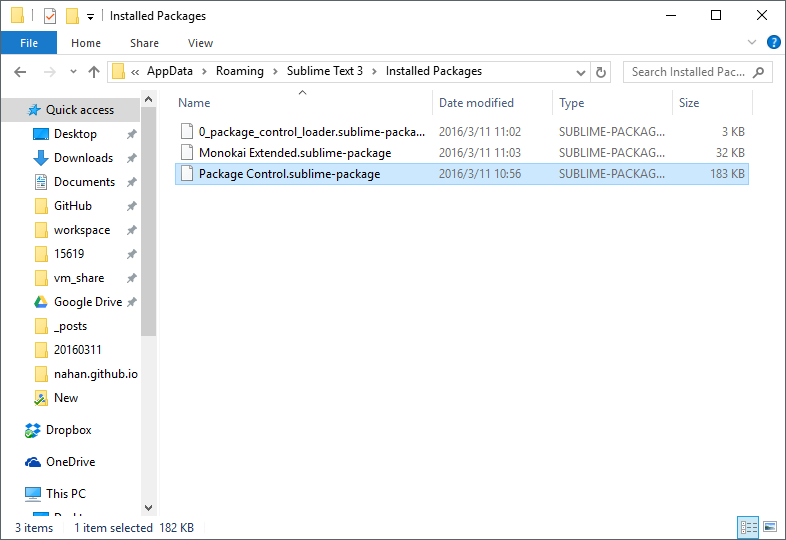 Installed Packages
File Home Share View
« AppData > Roaming > Sublime Text 3 > Installed Packages
Search Installed Pac...
Name Date modified Type Size
0_package_control_loader.sublime-packa... 2016/3/11 11:02 SUBLIME-PACKAG... 3 KB
Monokai Extended.sublime-package 2016/3/11 11:03 SUBLIME-PACKAG... 32 KB
Package Control.sublime-package 2016/3/11 10:56 SUBLIME-PACKAG... 183 KB
Quick access
Desktop
Downloads
Documents
GitHub
workspace
15619
vm_share
Google Drive
_posts
20160311
nahan.github.io
New
Dropbox
OneDrive
This PC
3 items 1 item selected 182 KB